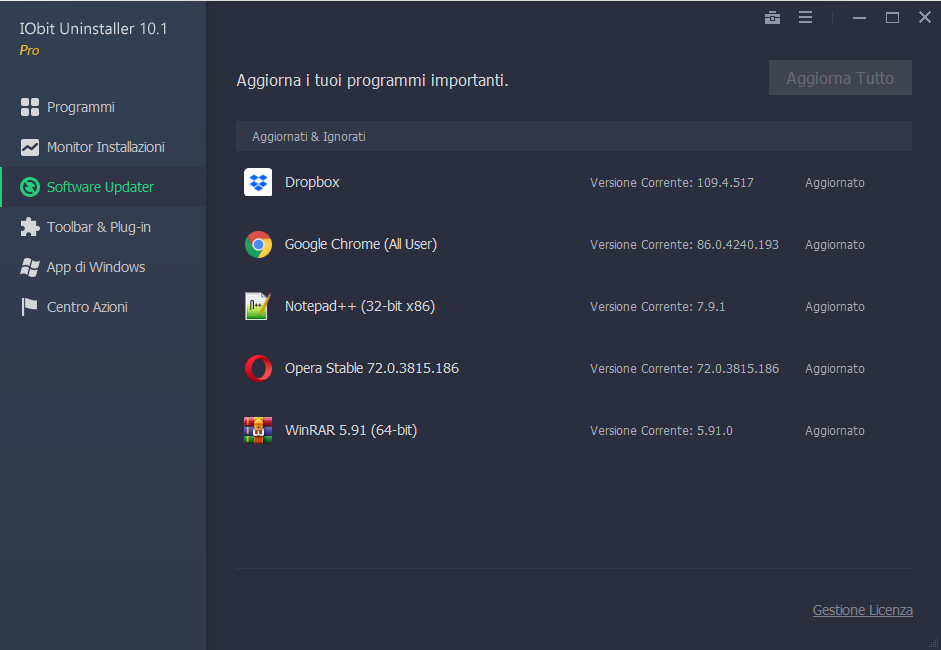 IObit Uninstaller 10.1
Pro
Programmi
Monitor Installazioni
Software Updater
Toolbar & Plug-in
App di Windows
Centro Azioni
Aggiorna i tuoi programmi importanti.
Aggiorna Tutto
Aggiornati & Ignorati
Dropbox Versione Corrente: 109.4.517 Aggiornato
Google Chrome (All User) Versione Corrente: 86.0.4240.193 Aggiornato
Notepad++ (32-bit x86) Versione Corrente: 7.9.1 Aggiornato
Opera Stable 72.0.3815.186 Versione Corrente: 72.0.3815.186 Aggiornato
WinRAR 5.91 (64-bit) Versione Corrente: 5.91.0 Aggiornato
Gestione Licenza